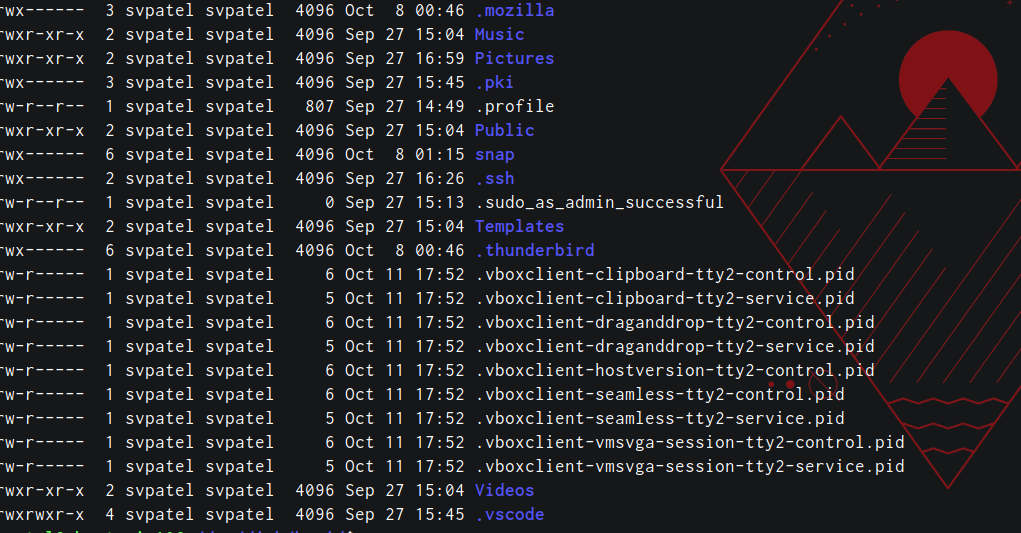 rwx------  3 svpatel svpatel  4096 Oct  8 00:46 .mozilla
rwxr-xr-x  2 svpatel svpatel  4096 Sep 27 15:04 Music
rwxr-xr-x  2 svpatel svpatel  4096 Sep 27 16:59 Pictures
rwx------  3 svpatel svpatel  4096 Sep 27 15:45 .pki
rw-r--r--  1 svpatel svpatel   807 Sep 27 14:49 .profile
rwxr-xr-x  2 svpatel svpatel  4096 Sep 27 15:04 Public
rwx------  6 svpatel svpatel  4096 Oct  8 01:15 snap
rwx------  2 svpatel svpatel  4096 Sep 27 16:26 .ssh
rw-r--r--  1 svpatel svpatel     0 Sep 27 15:13 .sudo_as_admin_successful
rwxr-xr-x  2 svpatel svpatel  4096 Sep 27 15:04 Templates
rwx------  6 svpatel svpatel  4096 Oct  8 00:46 .thunderbird
rw-r-----  1 svpatel svpatel     6 Oct 11 17:52 .vboxclient-clipboard-tty2-control.pid
rw-r-----  1 svpatel svpatel     5 Oct 11 17:52 .vboxclient-clipboard-tty2-service.pid
rw-r-----  1 svpatel svpatel     6 Oct 11 17:52 .vboxclient-draganddrop-tty2-control.pid
rw-r-----  1 svpatel svpatel     5 Oct 11 17:52 .vboxclient-draganddrop-tty2-service.pid
rw-r-----  1 svpatel svpatel     6 Oct 11 17:52 .vboxclient-hostversion-tty2-control.pid
rw-r-----  1 svpatel svpatel     6 Oct 11 17:52 .vboxclient-seamless-tty2-control.pid
rw-r-----  1 svpatel svpatel     5 Oct 11 17:52 .vboxclient-seamless-tty2-service.pid
rw-r-----  1 svpatel svpatel     6 Oct 11 17:52 .vboxclient-vmsvga-session-tty2-control.pid
rw-r-----  1 svpatel svpatel     5 Oct 11 17:52 .vboxclient-vmsvga-session-tty2-service.pid
rwxr-xr-x  2 svpatel svpatel  4096 Sep 27 15:04 Videos
rwxrwxr-x  4 svpatel svpatel  4096 Sep 27 15:45 .vscode